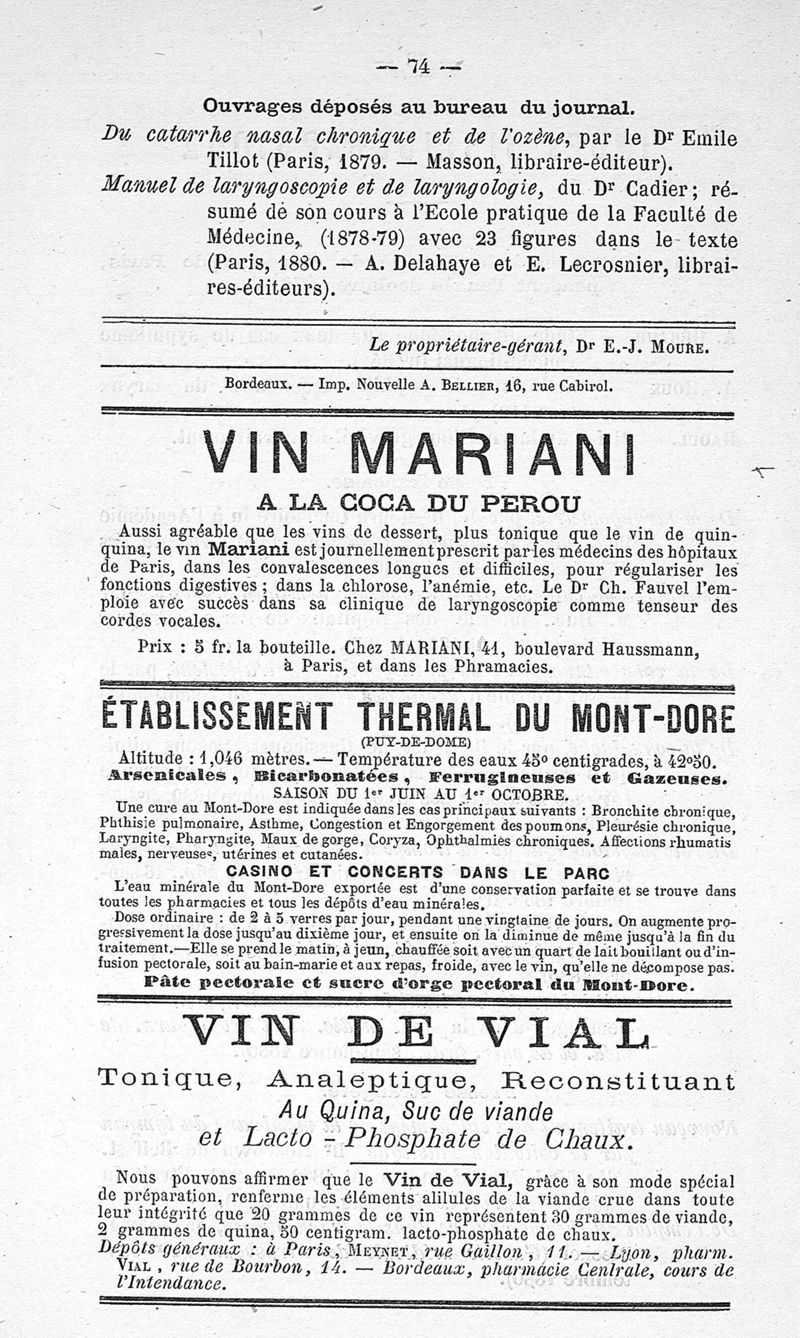 — 74 —
Ouvrages déposés au bureau du journal.
Du catarrhe nasal chronique et de l'ozène, par le Dr Emile
Tillot (Paris, 1879. — Masson, libraire-éditeur).
Manuel de laryngoscopie et de laryngologie, du Dr Cadier; ré-
sumé de son cours à l'Ecole pratique de la Faculté de
Médecine, (1878-79) avec 23 figures dans le texte
(Paris, 1880. — A. Delahaye et E. Lecrosnier, librai-
res-éditeurs).
Le propriétaire-gérant, Dr E.-J. MOURE.
Bordeaux. — Imp. Nouvelle A. BELLIER, 16, rue Cabirol.
VIN MARIANI
A LA COCA DU PEROU
Aussi agréable que les vins de dessert, plus tonique que le vin de quin-
quina, le vin Mariani est journellement prescrit par les médecins des hôpitaux
de Paris, dans les convalescences longues et difficiles, pour régulariser les
fonctions digestives; dans la chlorose, l'anémie, etc. Le Dr Ch. Fauvel l'em-
ploie avec succès dans sa clinique de laryngoscopie comme tenseur des
cordes vocales.
Prix : 5 fr. la bouteille. Chez MARIANI, 41, boulevard Haussmann,
à Paris, et dans les Phramacies.
ÉTABLISSEMENT THERMAL DU MONT-DORE
(PUY-DE-DOME)
Altitude : 1,046 mètres. — Température des eaux 45° centigrades, à 42°50.
Arsenicales, Bicarbonatées, Ferrugineuses et Gazeuses.
SAISON DU 1er JUIN AU 1er OCTOBRE.
Une cure au Mont-Dore est indiquée dans les cas principaux suivants : Bronchite chronique,
Phthisie pulmonaire, Asthme, Congestion et Engorgement des poumons, Pleurésie chronique,
Laryngite, Pharyngite, Maux de gorge, Coryza, Ophthalmies chroniques. Affections rhumatis
males, nerveuses, utérines et cutanées.
CASINO ET CONCERTS DANS LE PARC
L'eau minérale du Mont-Dore exportée est d'une conservation parfaite et se trouve dans
toutes les pharmacies et tous les dépôts d'eau minérales.
Dose ordinaire : de 2 à 5 verres par jour, pendant une vingtaine de jours. On augmente pro-
gressivement la dose jusqu'au dixième jour, et ensuite on la diminue de même jusqu'à la fin du
traitement.—Elle se prend le matin, à jeun, chauffée soit avec un quart de lait bouillant ou d'in-
fusion pectorale, soit au bain-marie et aux repas, froide, avec le vin, qu'elle ne décompose pas.
Pâte pectorale et sucre d'orge pectoral du Mont-Dore.
VIN DE VIAL
Tonique, Analeptique, Reconstituant
Au Quina, Suc de viande
et Lacto-Phosphate de Chaux.
Nous pouvons affirmer que le Vin de Vial, grâce à son mode spécial
de préparation, renferme les éléments alilules de la viande crue dans toute
leur intégrité que 20 grammes de ce vin représentent 30 grammes de viande,
2 grammes de quina, 50 centigram. lacto-phosphate de chaux.
Dépôts généraux : à Paris, MEYNET, rue Gaillon, 11. — Lyon, pharm.
VIAL, rue de Bourbon, 14. — Bordeaux, pharmacie Centrale, cours de
l'Intendance.